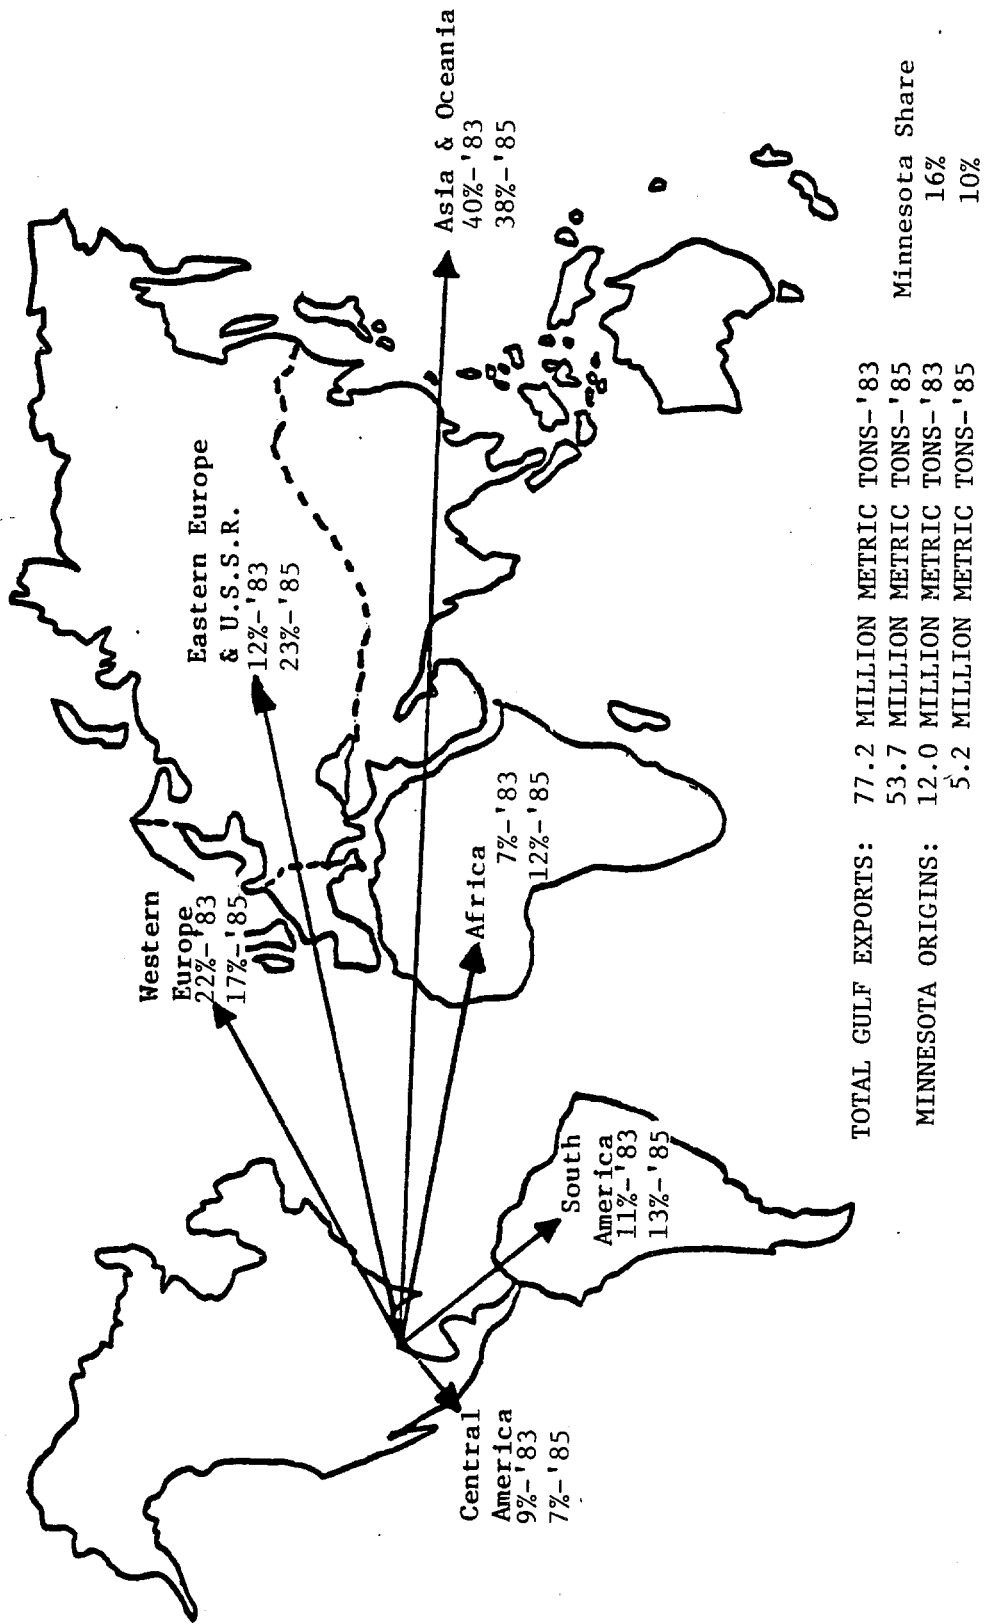 Western
Europe
22%-'83
17%-'85
Eastern Europe
& U.S.S.R.
12%-'83
23%-'85
Asia & Oceania
40%-'83
38%-'85
Africa
7%-'83
12%-'85
Central
America
9%-'83
7%-'85
South
America
11%-'83
13%-'85
Minnesota Share
TOTAL GULF EXPORTS: 77.2 MILLION METRIC TONS-'83
53.7 MILLION METRIC TONS-'85
MINNESOTA ORIGINS: 12.0 MILLION METRIC TONS-'83 16%
5.2 MILLION METRIC TONS-'85 10%